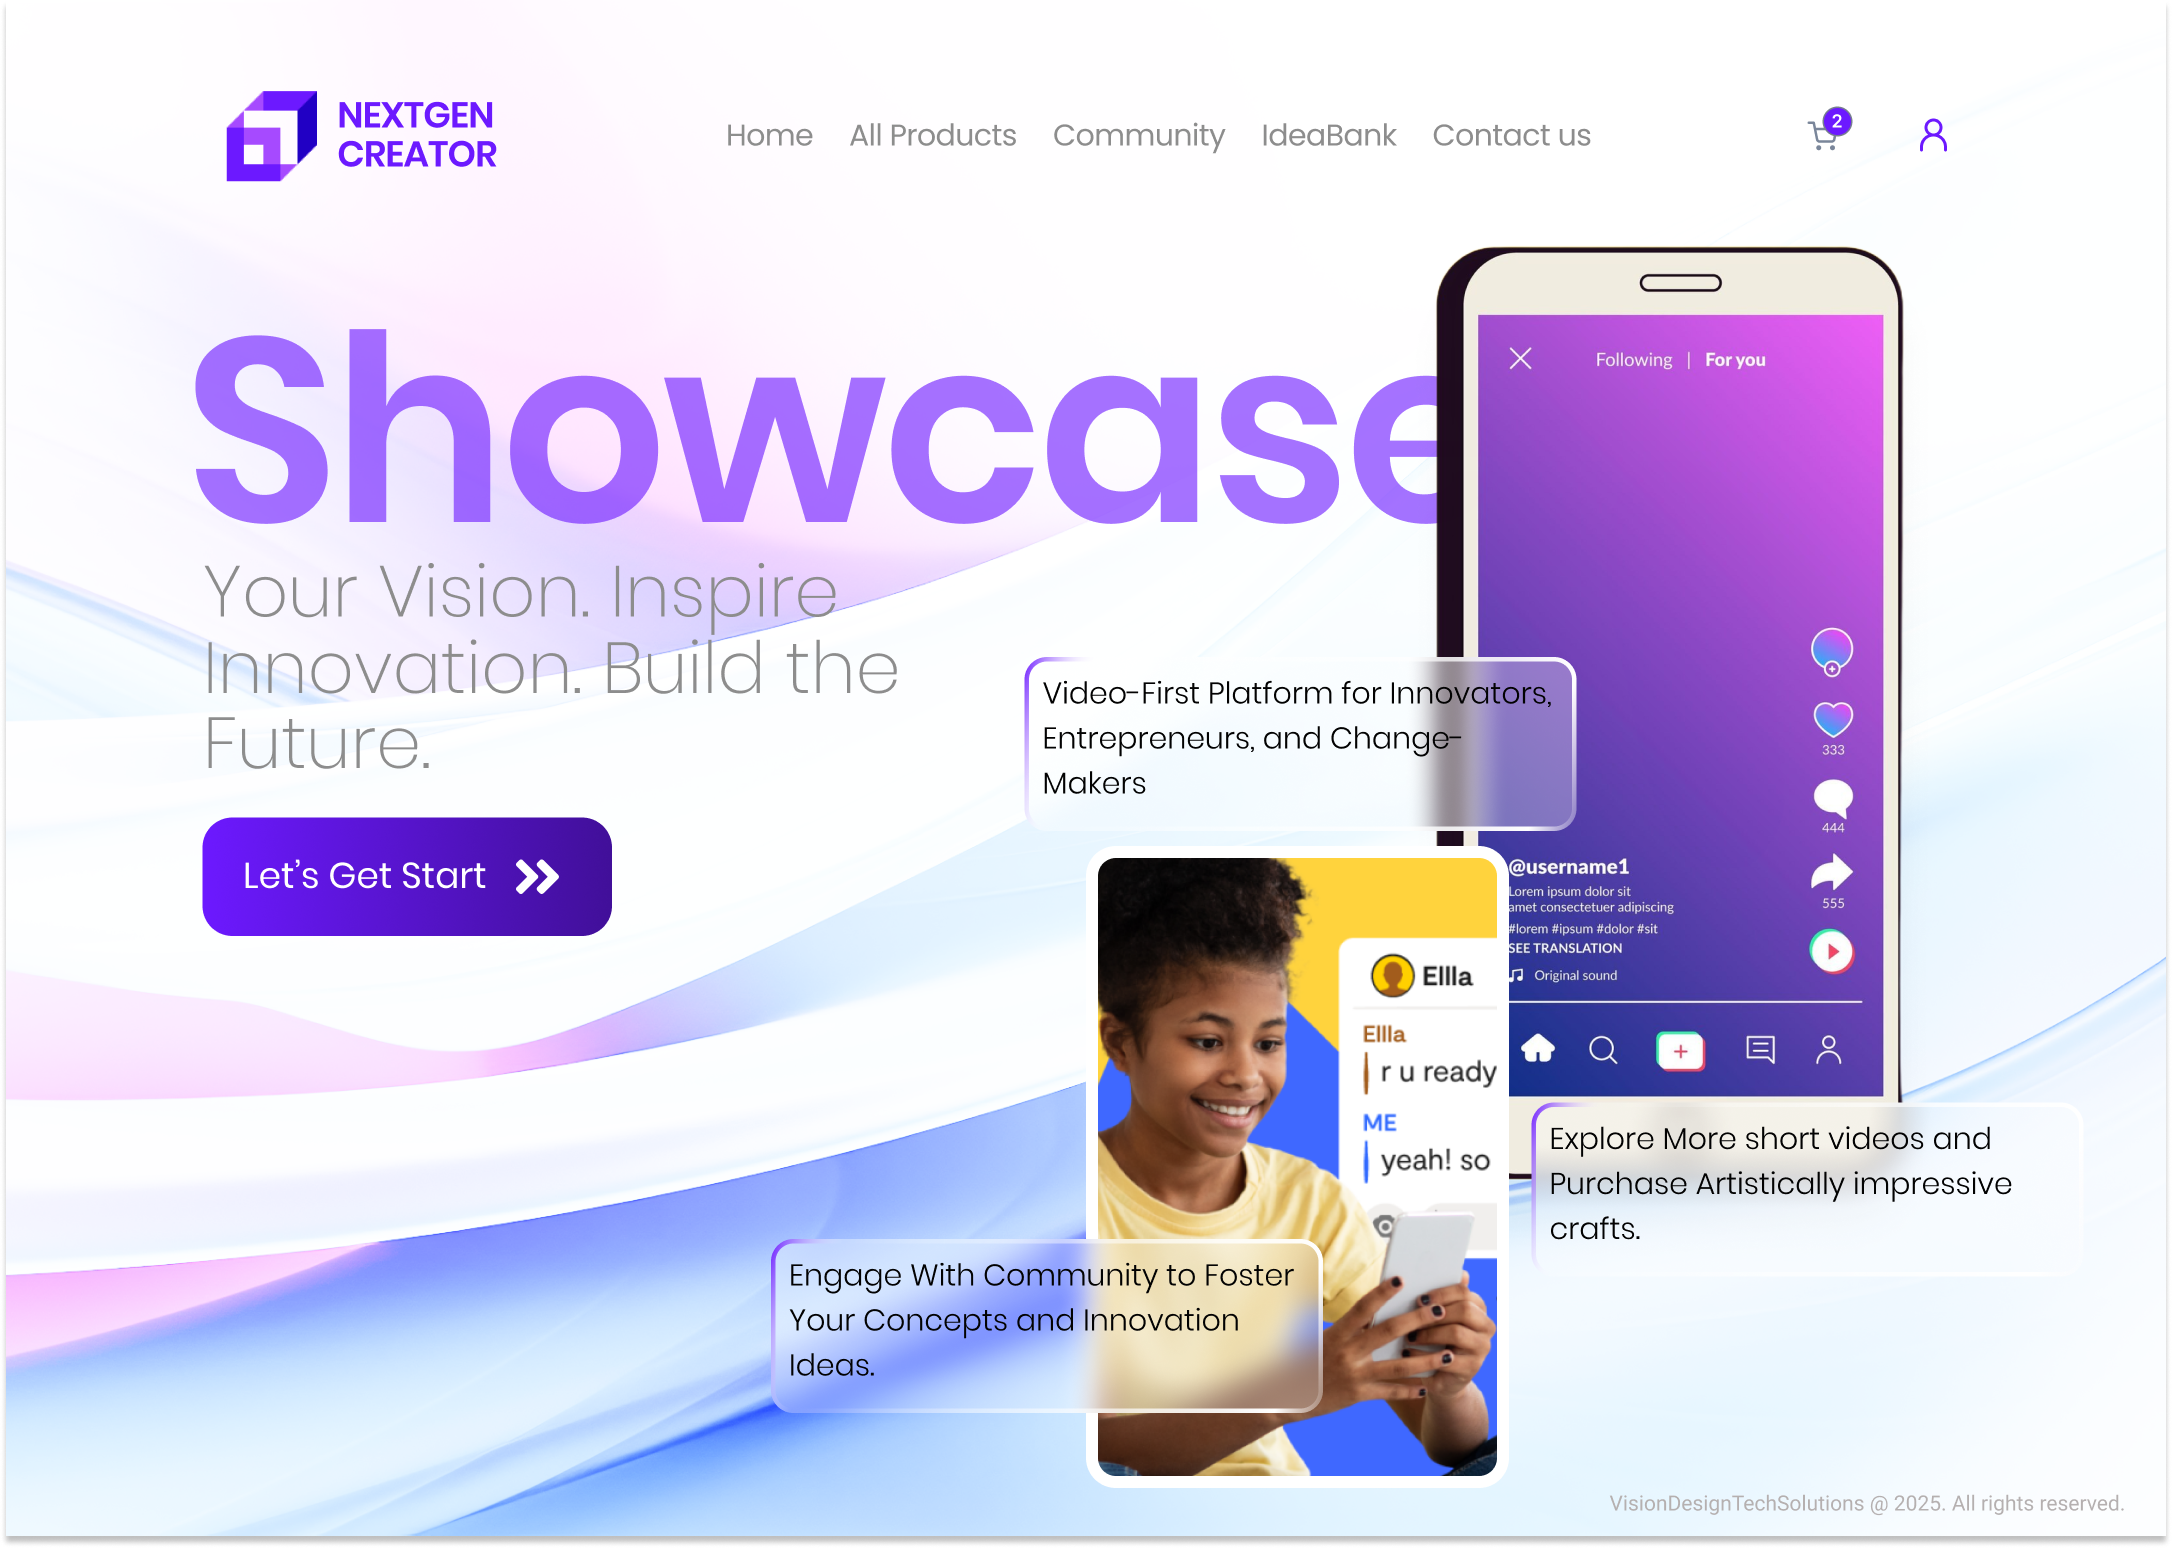 NEXTGEN
CREATOR
Home All Products Community IdeaBank Contact us
2
Showcase
Your Vision. Inspire
Innovation. Build the
Future.
Let's Get Start
Following | For you
333
444
555
@username1
Lorem ipsum dolor sit
amet consectetuer adipiscing
#lorem #ipsum #dolor #sit
SEE TRANSLATION
Original sound
Video-First Platform for Innovators,
Entrepreneurs, and Change-
Makers
Ellla
Ellla
r u ready
ME
yeah! so
Explore More short videos and
Purchase Artistically impressive
crafts.
Engage With Community to Foster
Your Concepts and Innovation
Ideas.
VisionDesignTechSolutions @ 2025. All rights reserved.